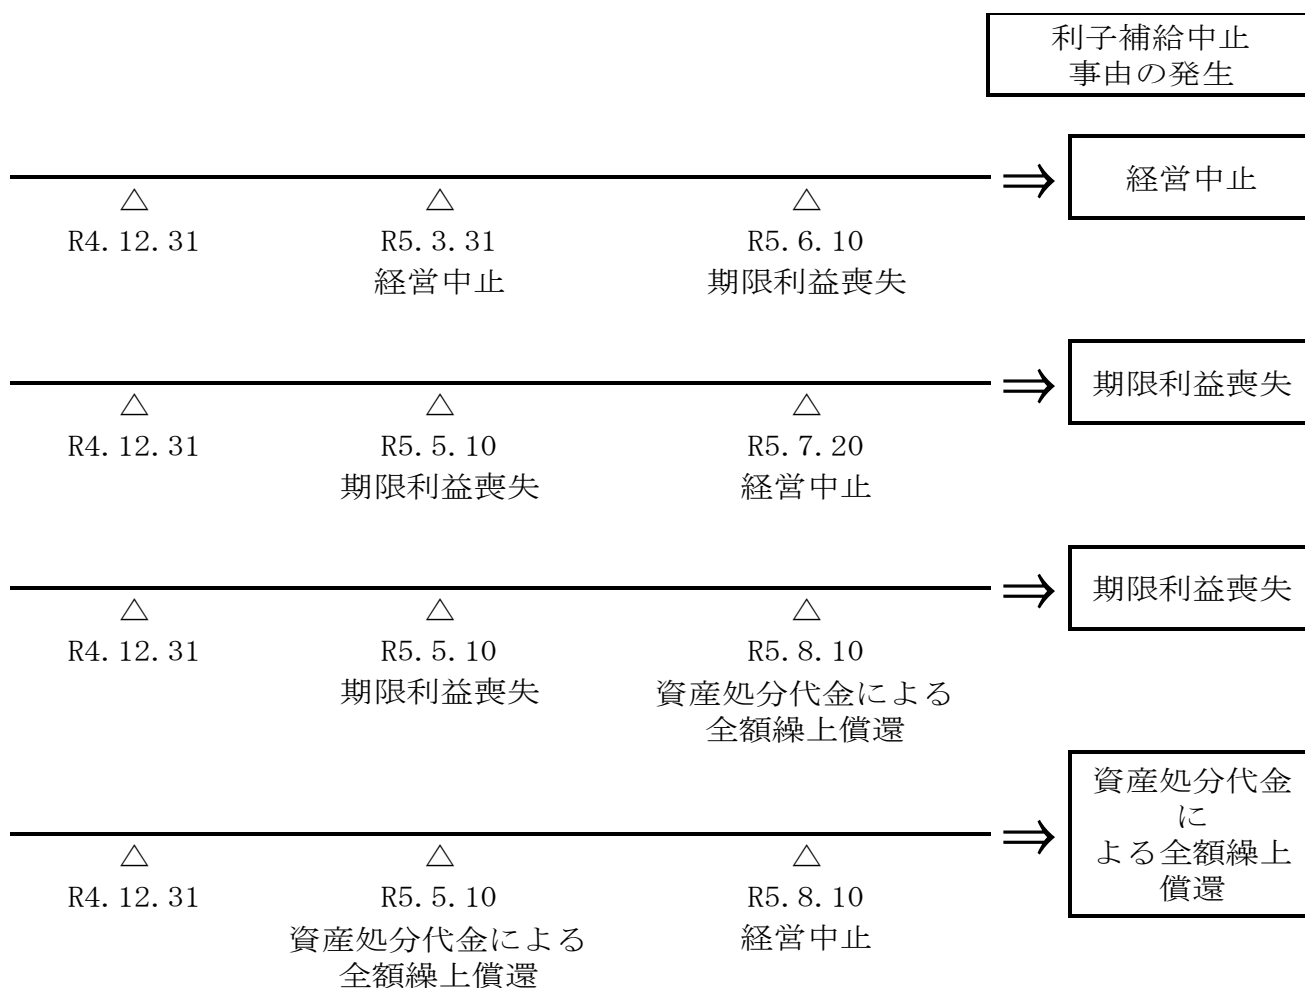 利子補給中止
事由の発生
⇒ 経営中止
△ △ △
R4.12.31 R5.3.31 R5.6.10
経営中止 期限利益喪失
⇒ 期限利益喪失
△ △ △
R4.12.31 R5.5.10 R5.7.20
期限利益喪失 経営中止
⇒ 期限利益喪失
△ △ △
R4.12.31 R5.5.10 R5.8.10
期限利益喪失 資産処分代金による
全額繰上償還
資産処分代金
に
⇒ よる全額繰上
償還
△ △ △
R4.12.31 R5.5.10 R5.8.10
資産処分代金による 経営中止
全額繰上償還